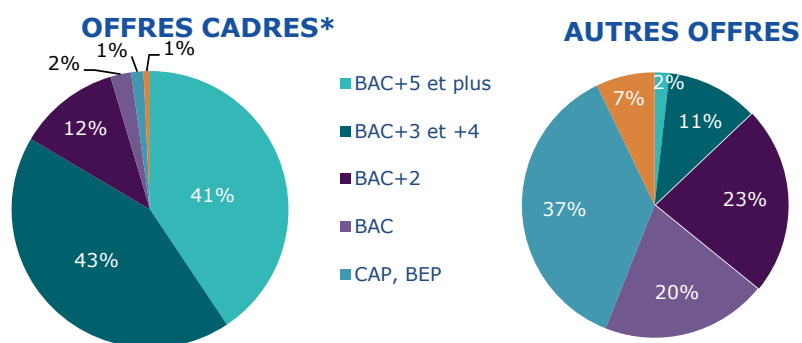 OFFRES CADRES*
AUTRES OFFRES
1%
1%
2%
12%
41%
43%
BAC+5 et plus
BAC+3 et +4
BAC+2
BAC
CAP, BEP
2%
7%
11%
23%
37%
20%